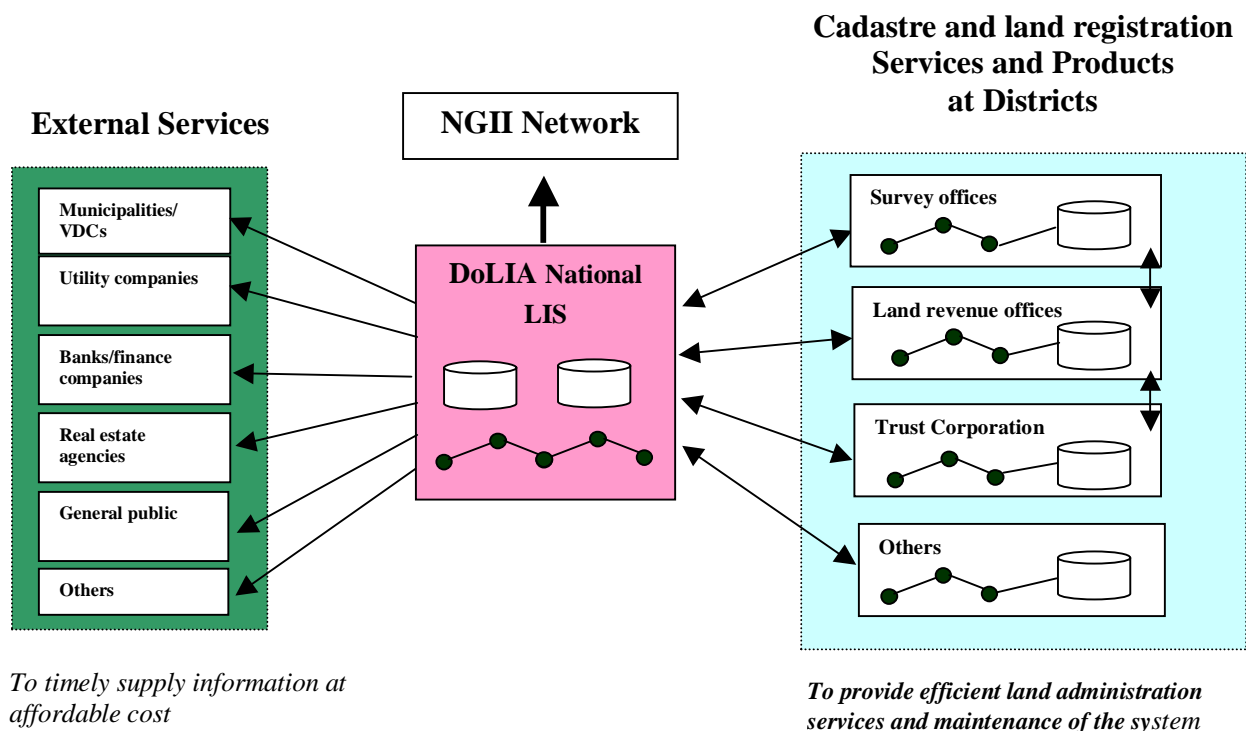 Cadastre and land registration
Services and Products
at Districts
External Services
NGII Network
Municipalities/
VDCs
Utility companies
Banks/finance
companies
Real estate
agencies
General public
Others
DoLIA National
LIS
Survey offices
Land revenue offices
Trust Corporation
Others
To timely supply information at
affordable cost
To provide efficient land administration
services and maintenance of the system